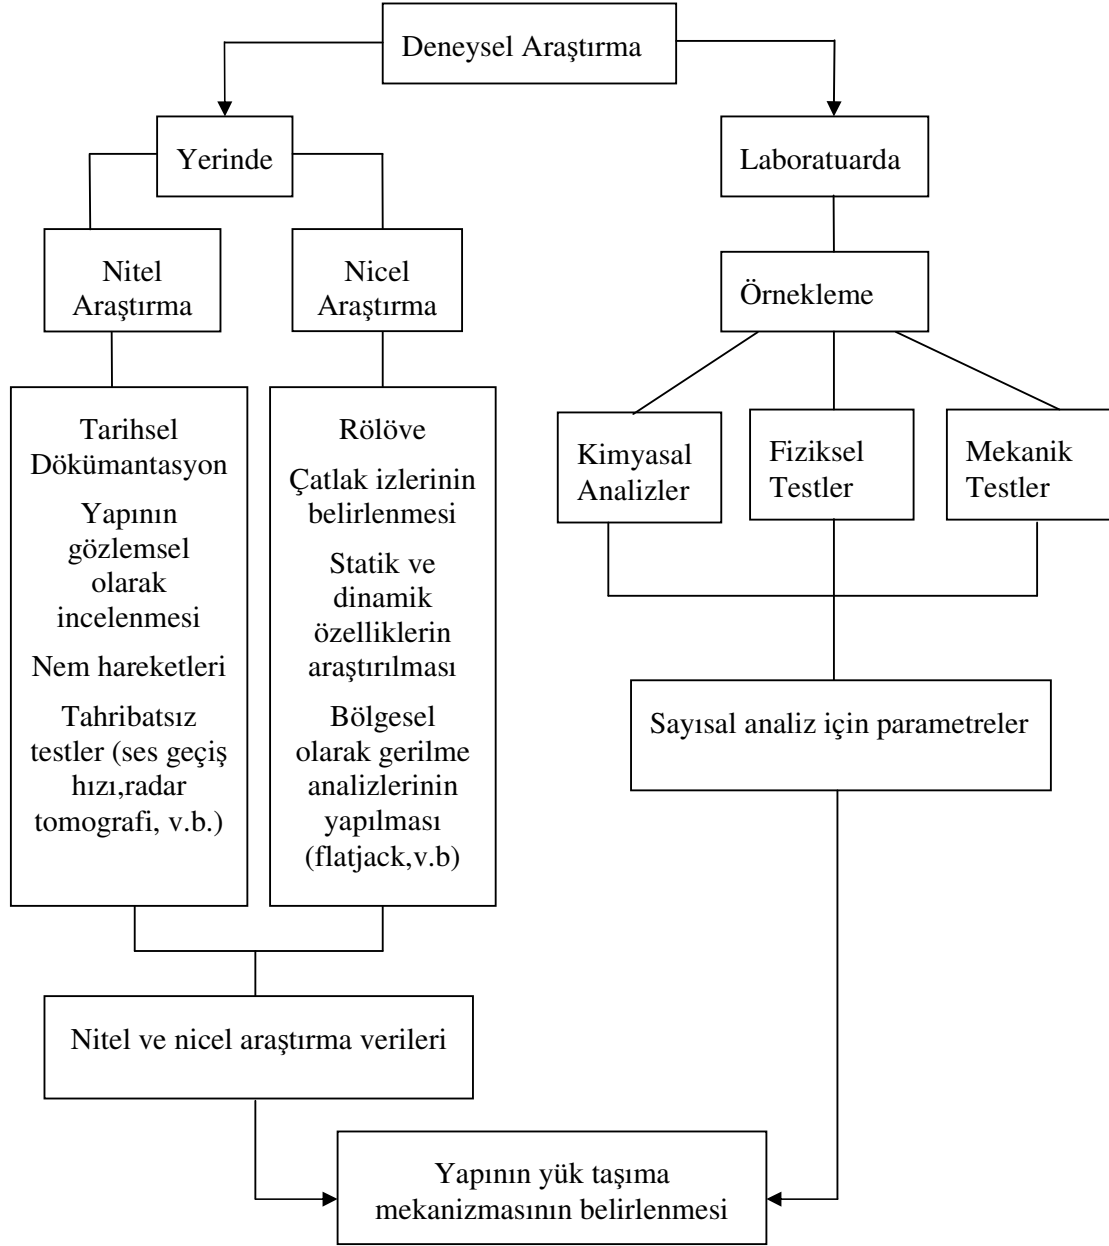 Deneysel Araştırma
Yerinde
Laboratuarda
Nitel
Araştırma
Nicel
Araştırma
Örnekleme
Tarihsel
Dökümantasyon
Yapının
gözlemsel
olarak
incelenmesi
Nem hareketleri
Tahribatsız
testler (ses geçiş
hızı,radar
tomografi, v.b.)
Rölöve
Çatlak izlerinin
belirlenmesi
Statik ve
dinamik
özelliklerin
araştırılması
Bölgesel
olarak gerilme
analizlerinin
yapılması
(flatjack,v.b)
Kimyasal
Analizler
Fiziksel
Testler
Mekanik
Testler
Sayısal analiz için parametreler
Nitel ve nicel araştırma verileri
Yapının yük taşıma
mekanizmasının belirlenmesi